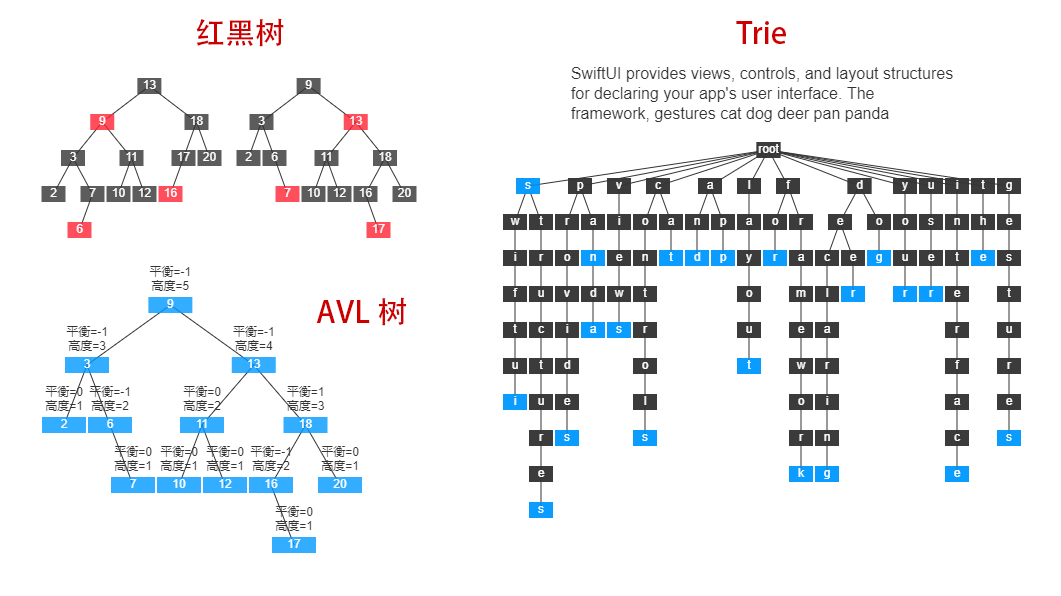 红黑树
13
9 18
3 11 17 20
2 7 10 12 16
6
9
3 13
2 6 11 18
7 10 12 16 20
17
AVL 树
平衡=-1
高度=5
9
平衡=-1 平衡=-1
高度=3 高度=4
3 13
平衡=0 平衡=-1 平衡=0 平衡=1
高度=1 高度=2 高度=2 高度=3
2 6 11 18
平衡=0 平衡=0 平衡=0 平衡=-1 平衡=0
高度=1 高度=1 高度=1 高度=2 高度=1
7 10 12 16 20
平衡=0
高度=1
17
Trie
SwiftUI provides views, controls, and layout structures
for declaring your app's user interface. The
framework, gestures cat dog deer pan panda
root
s p v c a l f d y u i t g
w t r a i o a n p a o r e o o s n h e
i r o n e n t d p y r a c e g u e t e s
f u v d w t o m l r r r e t
t c i a s r u e a r u
u t d o t w r f r
i u e l o i a e
r s s r n c s
e k g e
s